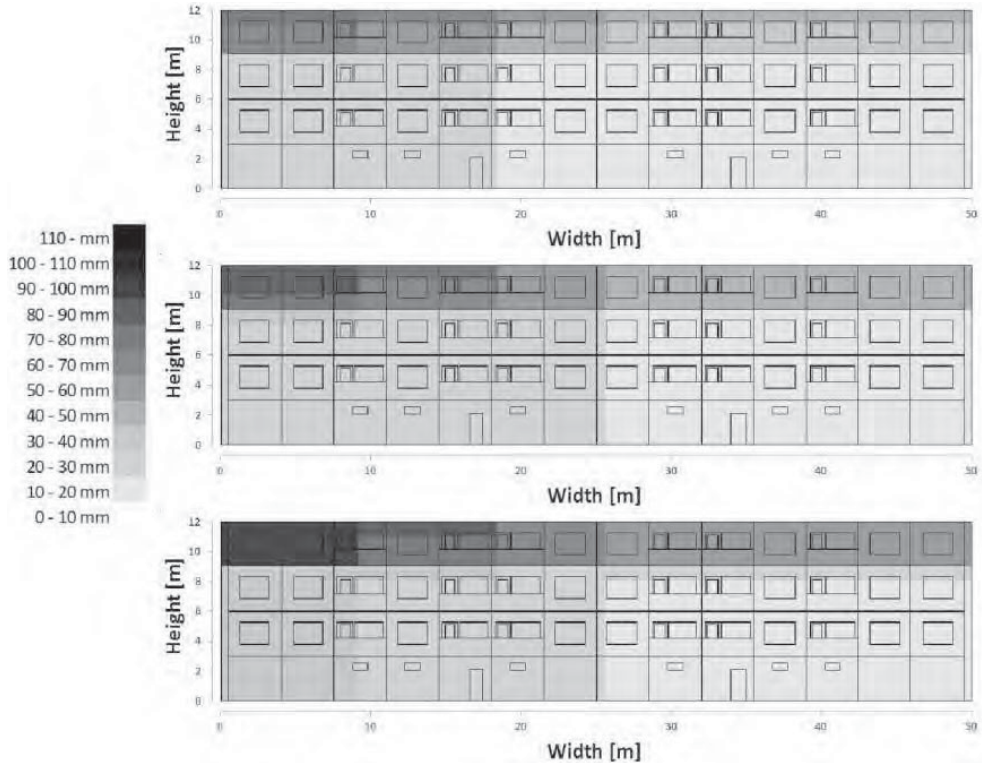 12
10
8
6
4
2
0
Height [m]
0 10 20 30 40 50
Width [m]
110 - mm
100 - 110 mm
90 - 100 mm
80 - 90 mm
70 - 80 mm
60 - 70 mm
50 - 60 mm
40 - 50 mm
30 - 40 mm
20 - 30 mm
10 - 20 mm
0 - 10 mm
12
10
8
6
4
2
0
Height [m]
0 10 20 30 40 50
Width [m]
12
10
8
6
4
2
0
Height [m]
0 10 20 30 40 50
Width [m]